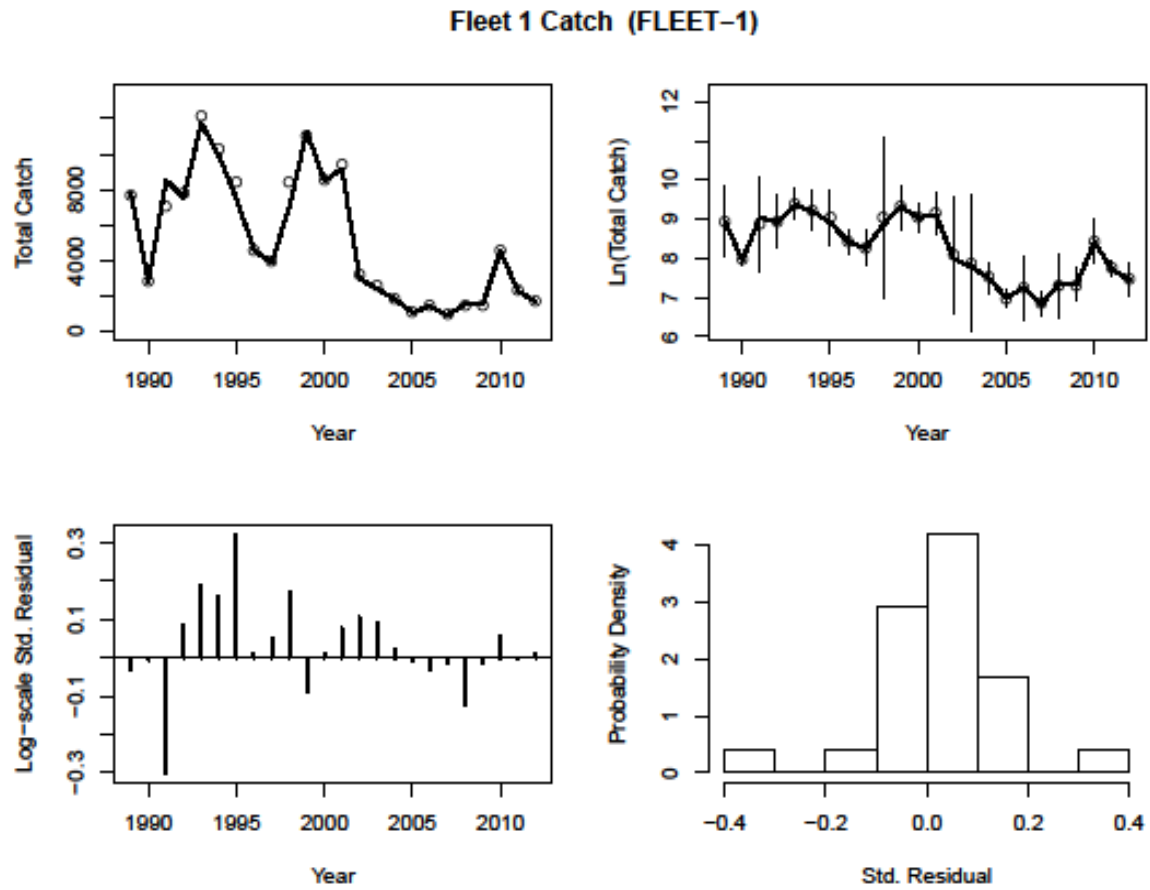 Fleet 1 Catch (FLEET−1)
Total Catch
8000
4000
0
1990 1995 2000 2005 2010
Year
Ln(Total Catch)
12
11
10
9
8
7
6
1990 1995 2000 2005 2010
Year
Log−scale Std. Residual
0.3
0.1
−0.1
−0.3
1990 1995 2000 2005 2010
Year
Probability Density
4
3
2
1
0
−0.4 −0.2 0.0 0.2 0.4
Std. Residual